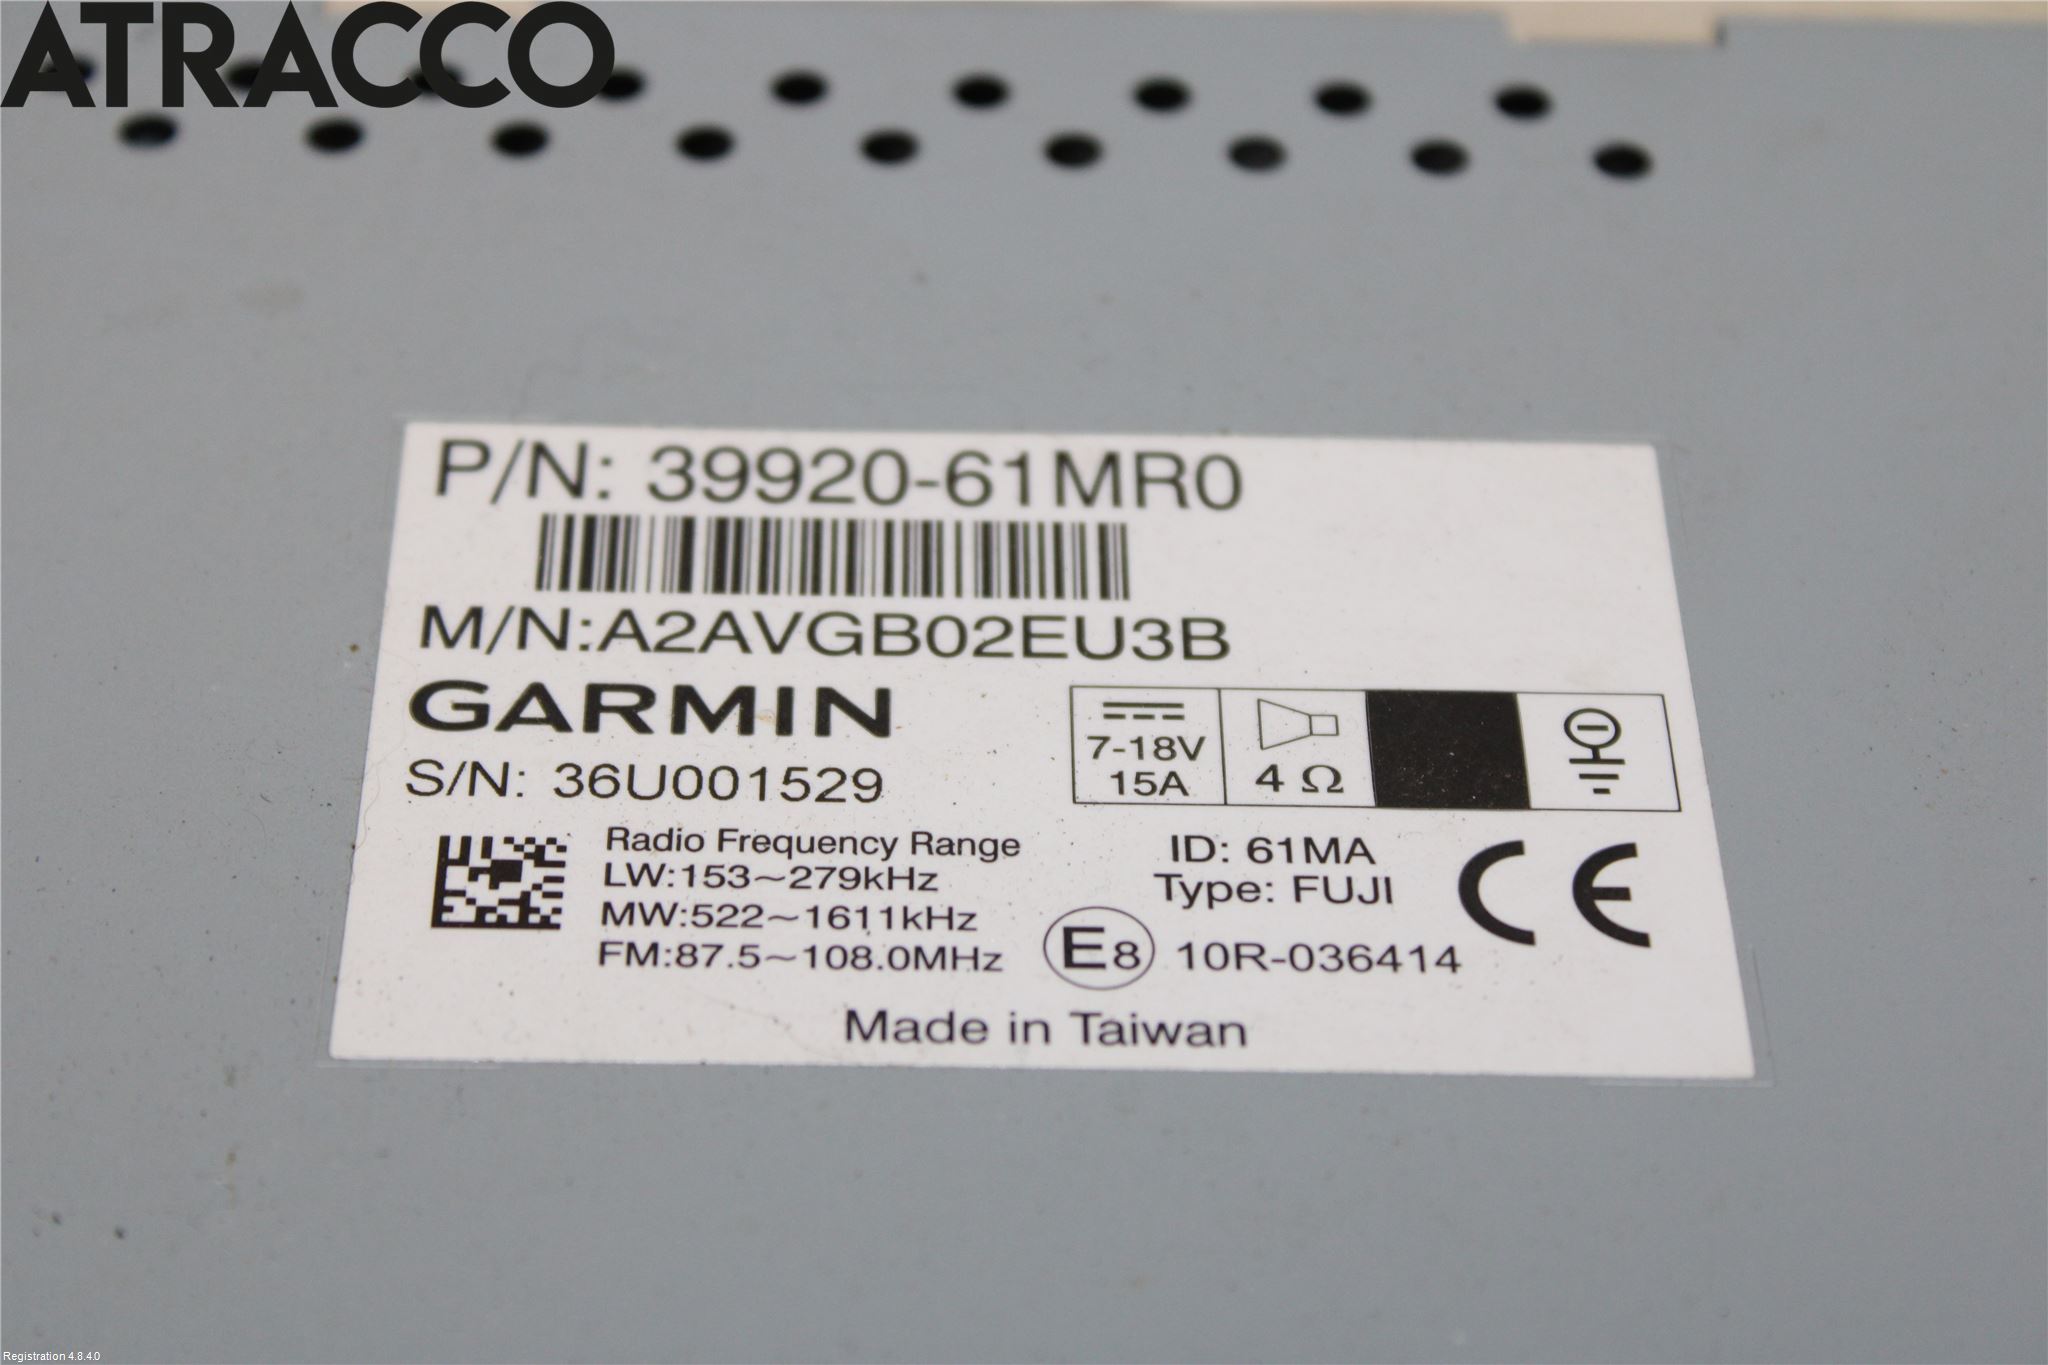 ATRACCO
P/N: 39920-61MR0
M/N:A2AVGB02EU3B
GARMIN
S/N: 36U001529
7-18V
15A
4 Ω
Radio Frequency Range
LW:153~279kHz
MW:522~1611kHz
FM:87.5~108.0MHz
ID: 61MA
Type: FUJI
CE
E8 10R-036414
Made in Taiwan
Registration 4.8.4.0